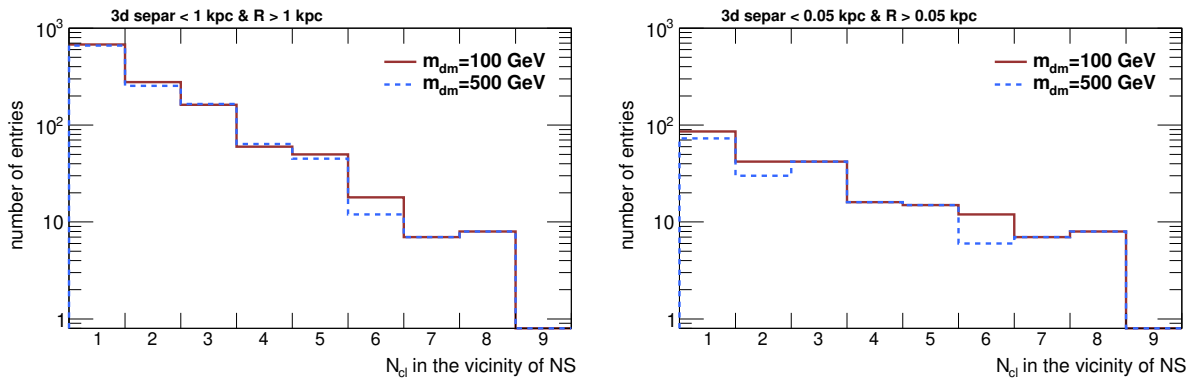 3d separ < 1 kpc & R > 1 kpc
number of entries
10³
10²
10
1
m_dm=100 GeV
m_dm=500 GeV
1 2 3 4 5 6 7 8 9
N_cl in the vicinity of NS
3d separ < 0.05 kpc & R > 0.05 kpc
number of entries
10³
10²
10
1
m_dm=100 GeV
m_dm=500 GeV
1 2 3 4 5 6 7 8 9
N_cl in the vicinity of NS